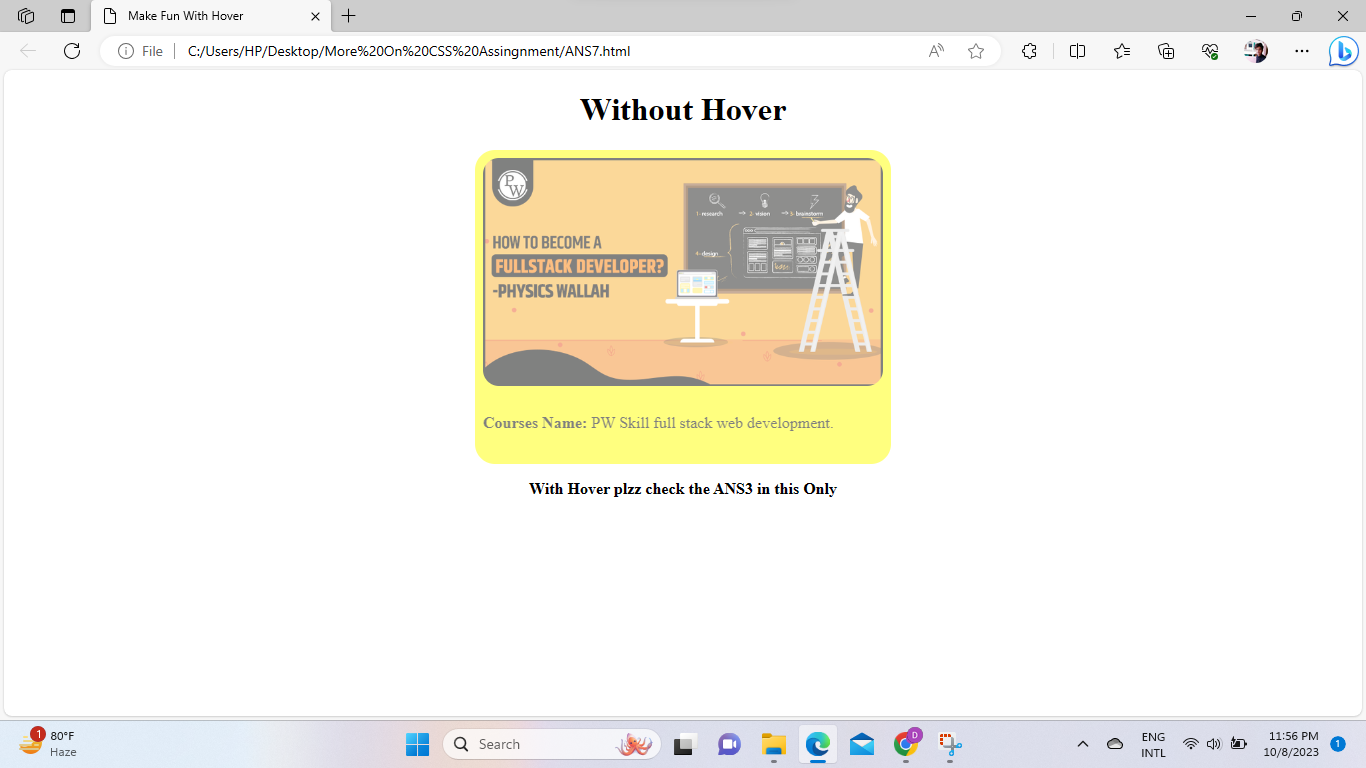 Make Fun With Hover
File
C:/Users/HP/Desktop/More%20On%20CSS%20Assingnment/ANS7.html
Without Hover
PW
1- research
2- vision
3- brainstorm
4-design
HOW TO BECOME A
FULLSTACK DEVELOPER?
-PHYSICS WALLAH
Courses Name: PW Skill full stack web development.
With Hover plzz check the ANS3 in this Only
1
80°F
Haze
Search
D
ENG
INTL
11:56 PM
10/8/2023
1